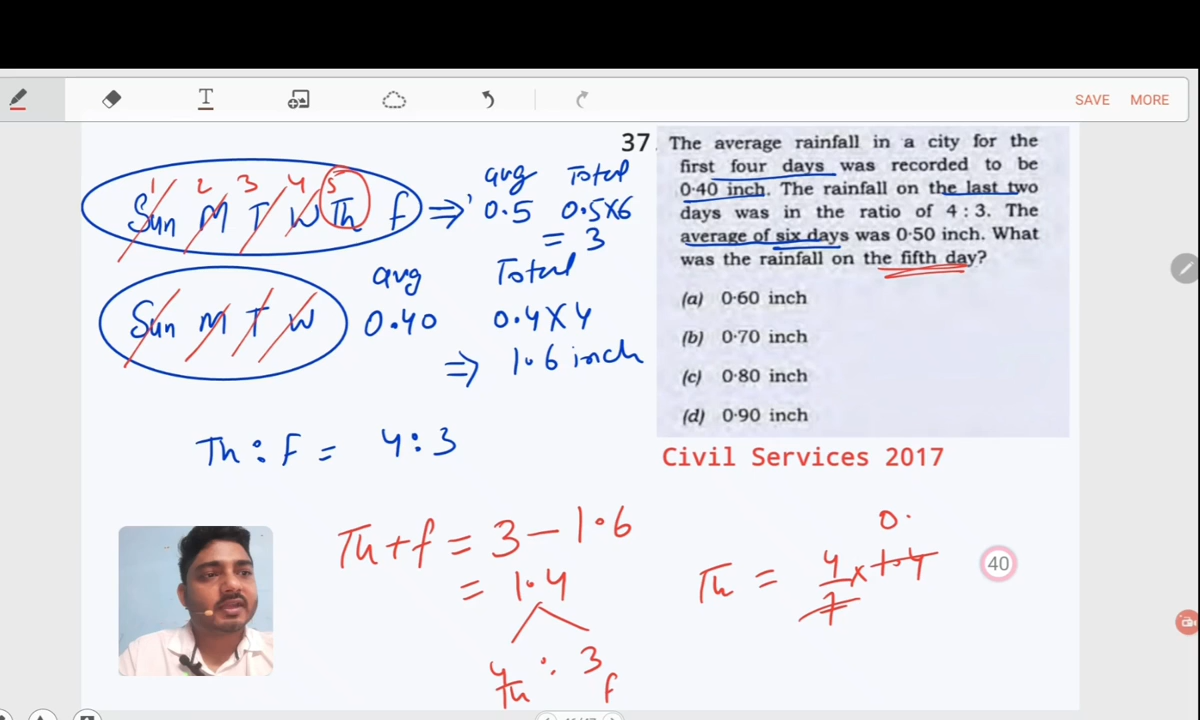 SAVE MORE
1 2 3 4 5
Sun M T W Th F ⇒ 0.5 0.5×6
avg Total
= 3
Sun M T W 0.40 0.4×4
avg Total
⇒ 1.6 inch
Th : F = 4:3
37. The average rainfall in a city for the
first four days was recorded to be
0·40 inch. The rainfall on the last two
days was in the ratio of 4 : 3. The
average of six days was 0·50 inch. What
was the rainfall on the fifth day?
(a) 0·60 inch
(b) 0·70 inch
(c) 0·80 inch
(d) 0·90 inch
Civil Services 2017
Th+f = 3 - 1.6
= 1.4
4 : 3
Th f
0.
Th = 4/7 × 1.4
40